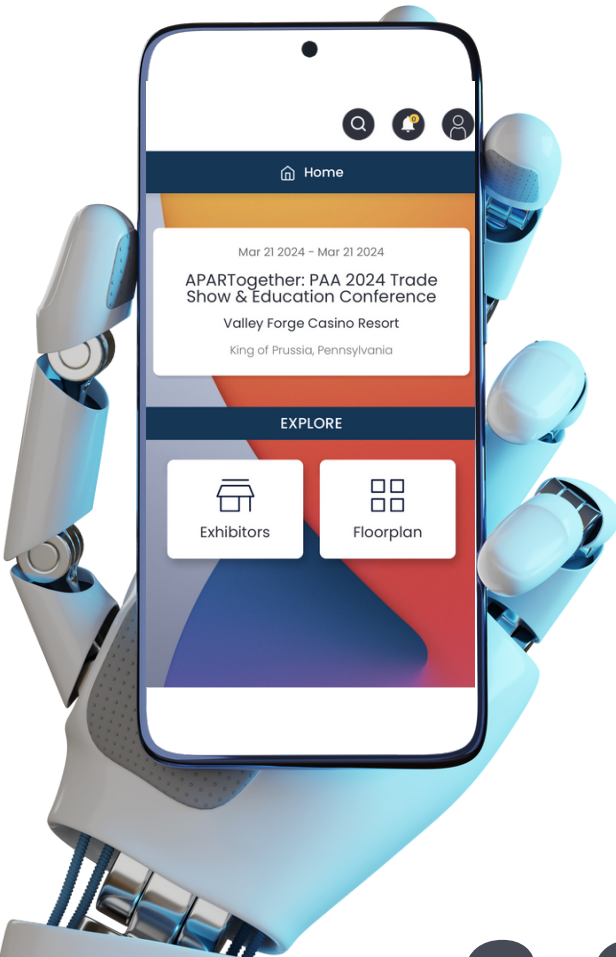 0
Home
Mar 21 2024 - Mar 21 2024
APARTogether: PAA 2024 Trade
Show & Education Conference
Valley Forge Casino Resort
King of Prussia, Pennsylvania
EXPLORE
Exhibitors
Floorplan